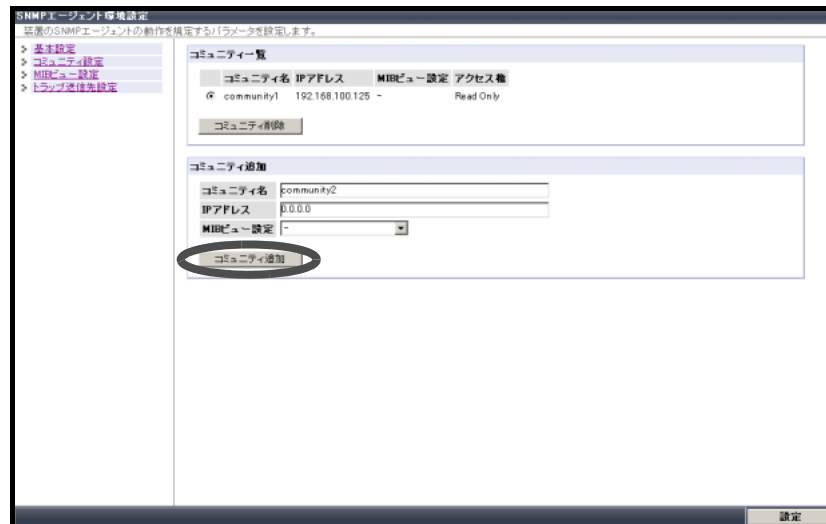 SNMPエージェント環境設定
装置のSNMPエージェントの動作を規定するパラメータを設定します。
> 基本設定
> コミュニティ設定
> MIBビュー設定
> トラップ送信先設定
コミュニティ一覧
コミュニティ名 IPアドレス MIBビュー設定 アクセス権
community1 192.168.100.125 - Read Only
コミュニティ削除
コミュニティ追加
コミュニティ名 community2
IPアドレス 0.0.0.0
MIBビュー設定 -
コミュニティ追加
設定